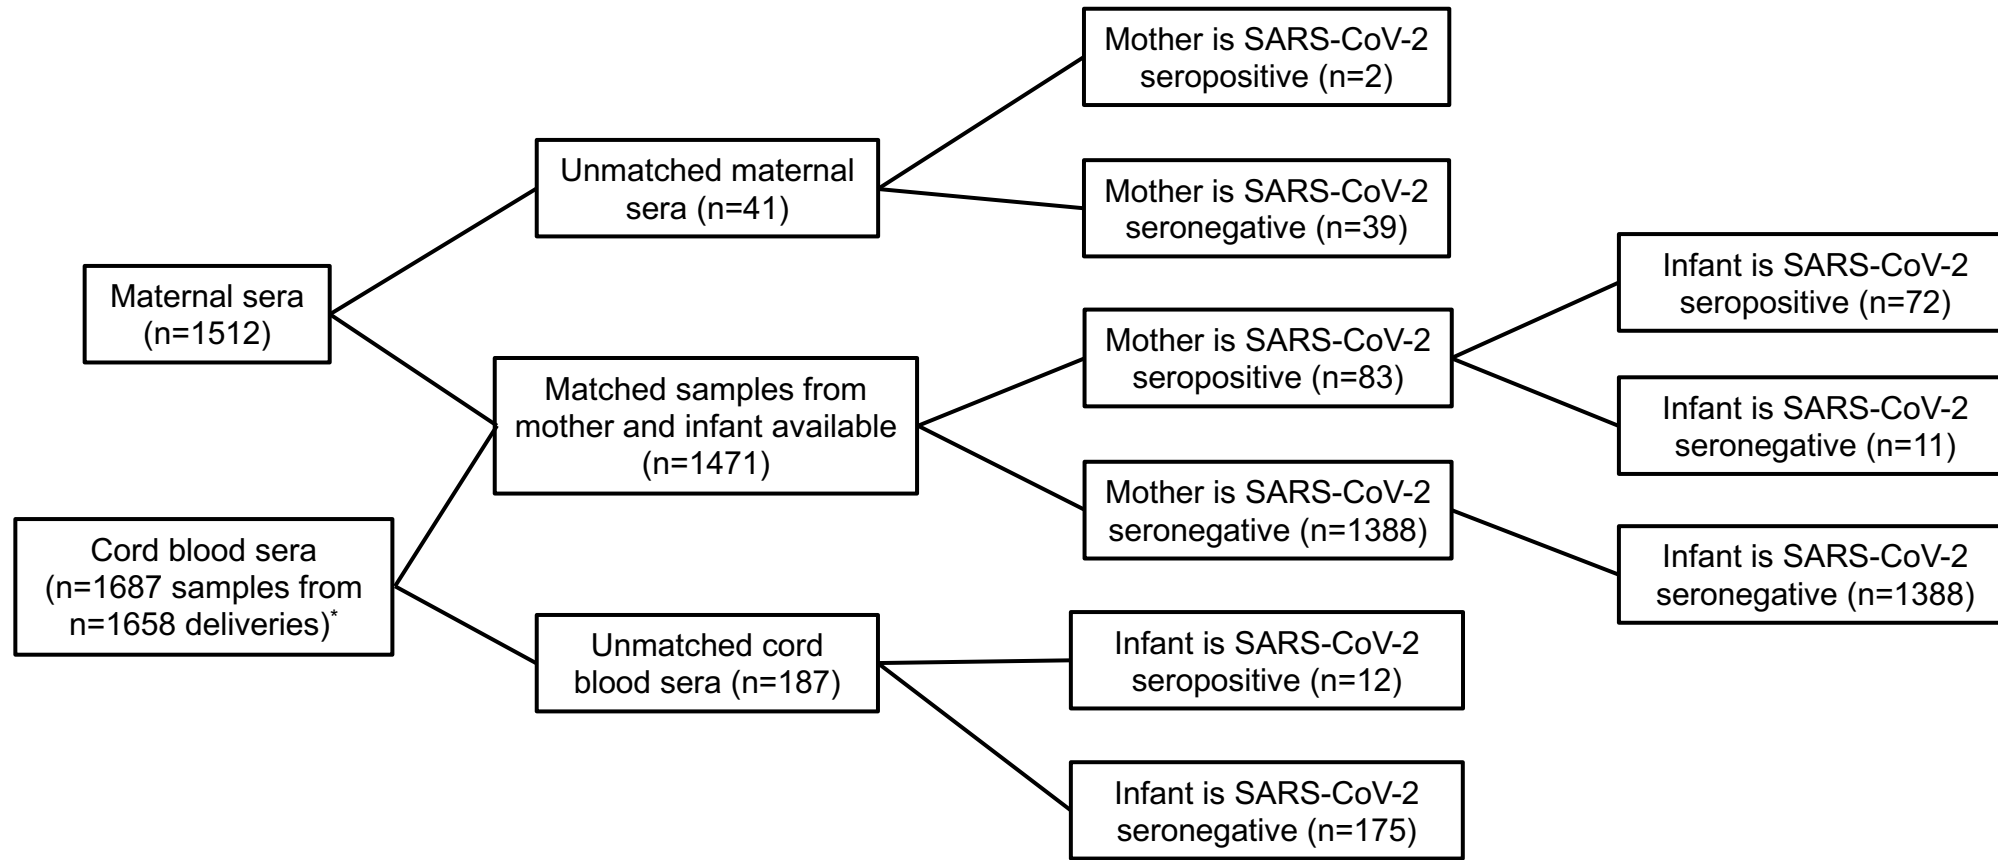 Maternal sera
(n=1512)
Cord blood sera
(n=1687 samples from
n=1658 deliveries)*
Unmatched maternal
sera (n=41)
Matched samples from
mother and infant available
(n=1471)
Unmatched cord
blood sera (n=187)
Mother is SARS-CoV-2
seropositive (n=2)
Mother is SARS-CoV-2
seronegative (n=39)
Mother is SARS-CoV-2
seropositive (n=83)
Mother is SARS-CoV-2
seronegative (n=1388)
Infant is SARS-CoV-2
seropositive (n=12)
Infant is SARS-CoV-2
seronegative (n=175)
Infant is SARS-CoV-2
seropositive (n=72)
Infant is SARS-CoV-2
seronegative (n=11)
Infant is SARS-CoV-2
seronegative (n=1388)